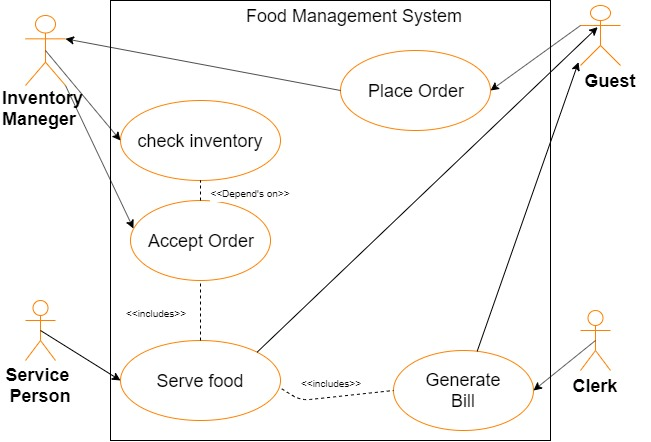 Food Management System
Guest
Place Order
Inventory
Maneger
check inventory
<<Depend's on>>
Accept Order
<<includes>>
Service
Person
Serve food
<<includes>>
Generate
Bill
Clerk